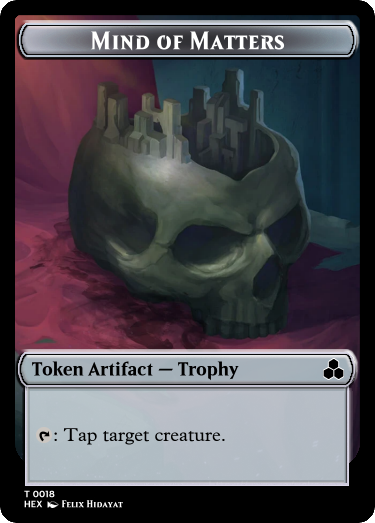 Mind of Matters
Token Artifact — Trophy
: Tap target creature.
T 0018
HEX Felix Hidayat